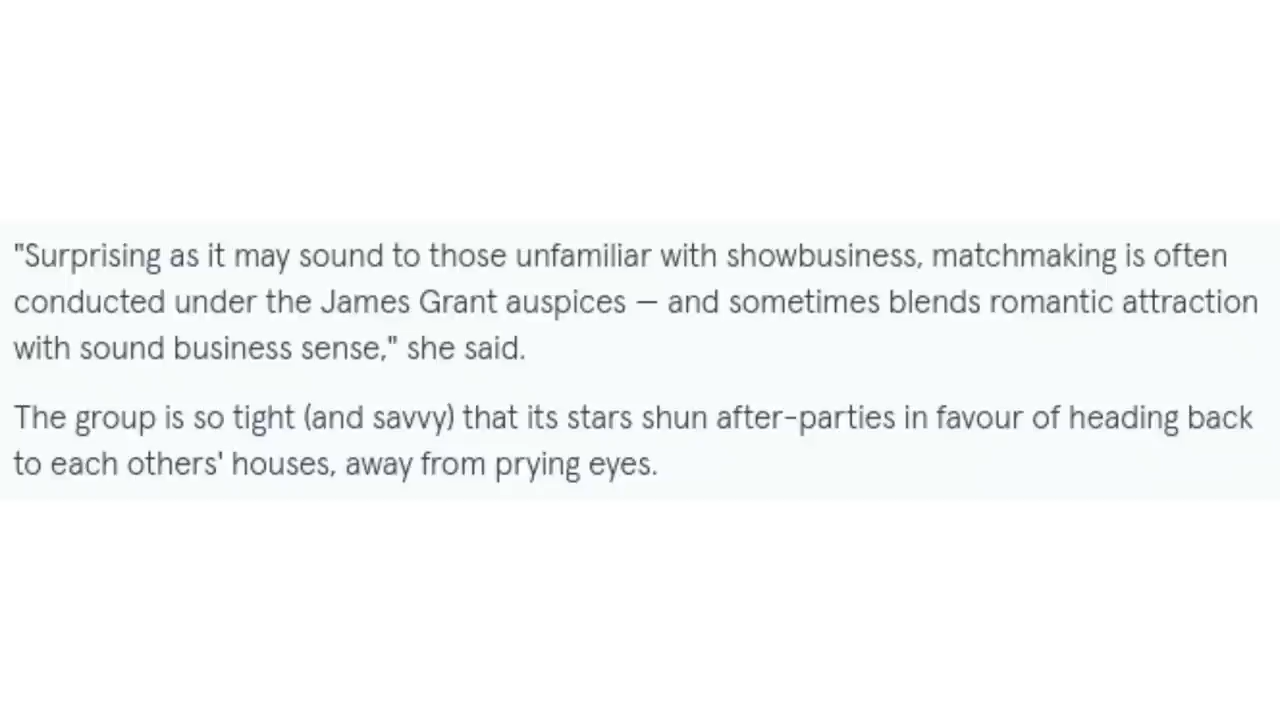 "Surprising as it may sound to those unfamiliar with showbusiness, matchmaking is often
conducted under the James Grant auspices — and sometimes blends romantic attraction
with sound business sense," she said.
The group is so tight (and savvy) that its stars shun after-parties in favour of heading back
to each others' houses, away from prying eyes.